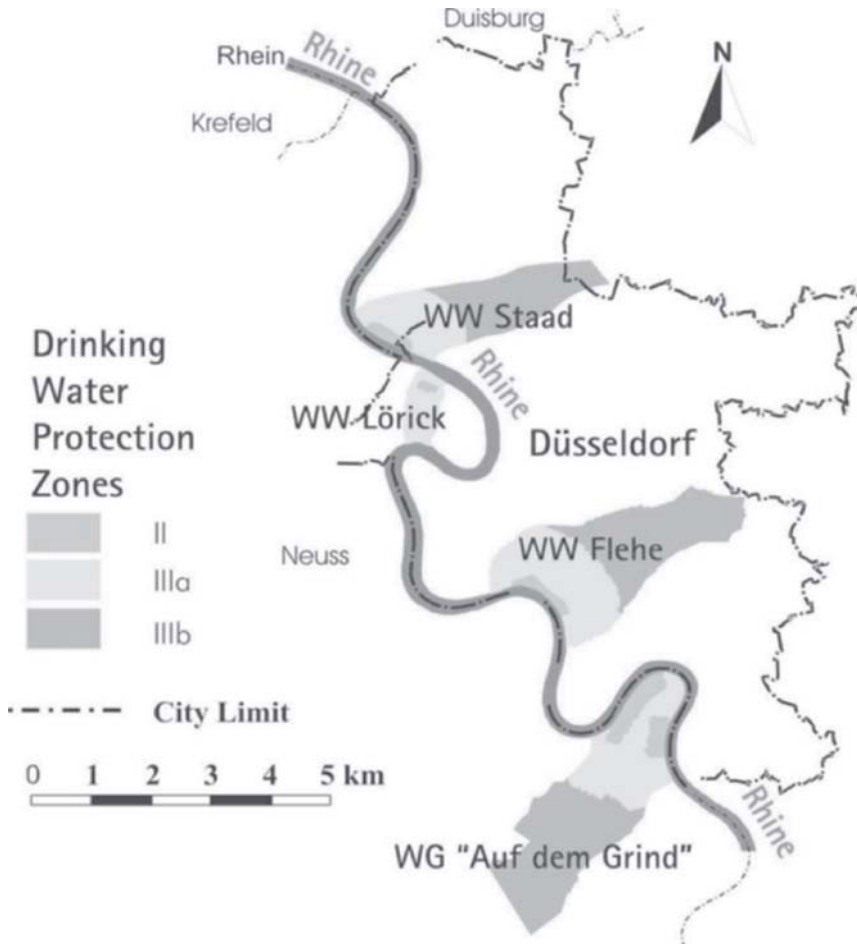 Duisburg
Rhein
Rhine
N
Krefeld
WW Staad
Drinking
Water
Protection
Zones
Rhine
WW Lörick
Düsseldorf
II
Neuss
WW Flehe
IIIa
IIIb
City Limit
0 1 2 3 4 5 km
Rhine
WG "Auf dem Grind"